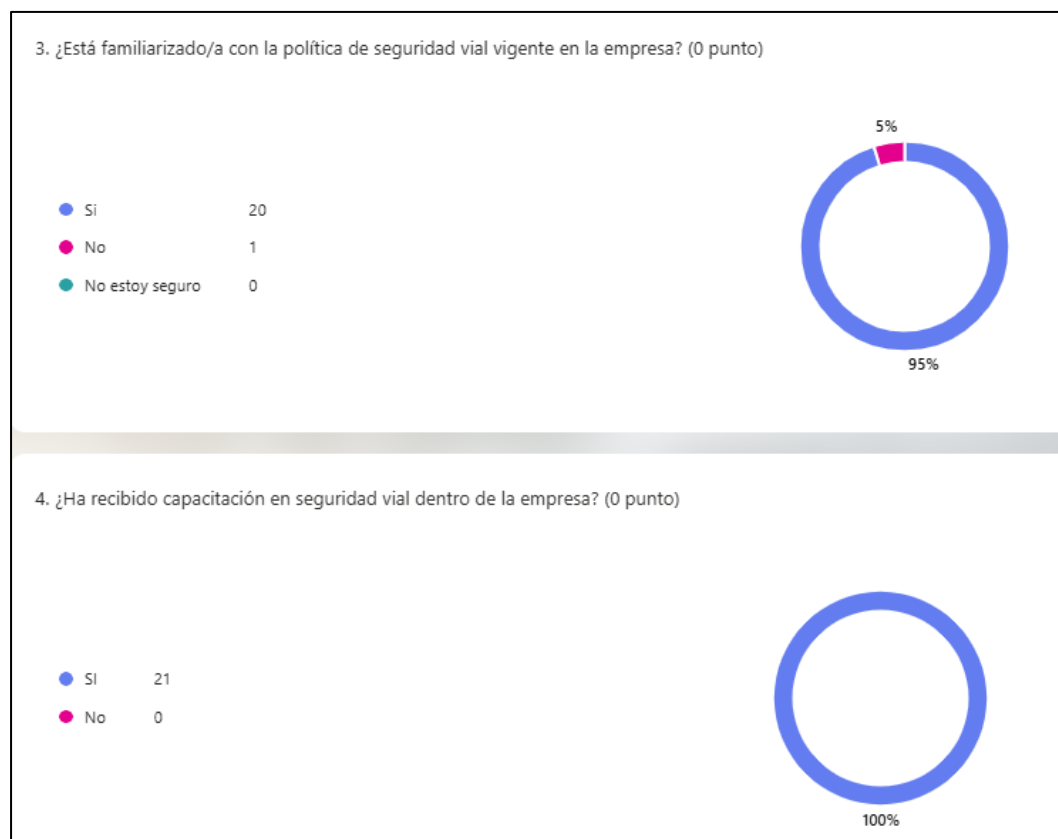 3. ¿Está familiarizado/a con la política de seguridad vial vigente en la empresa? (0 punto)
5%
Si 20
No 1
No estoy seguro 0
95%
4. ¿Ha recibido capacitación en seguridad vial dentro de la empresa? (0 punto)
SI 21
No 0
100%